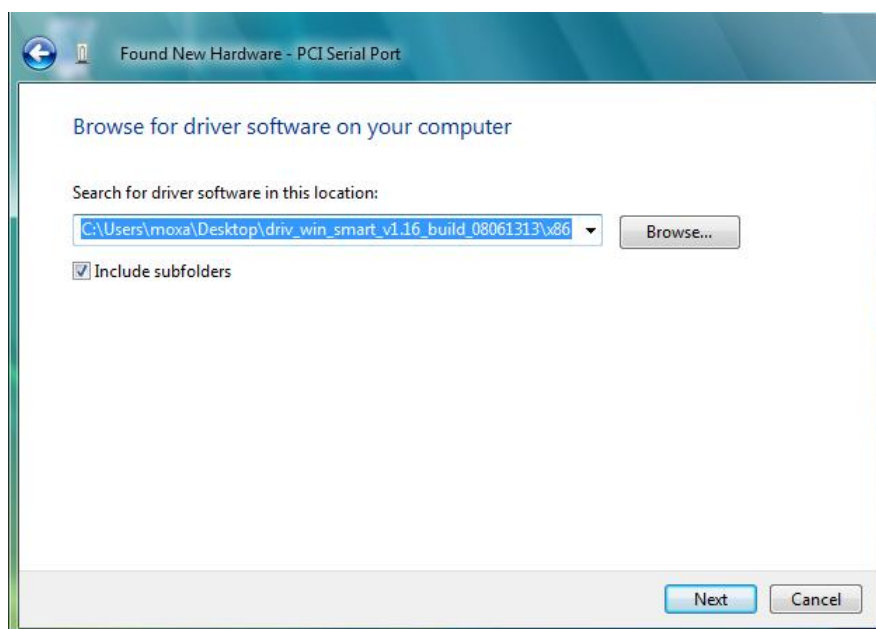 Found New Hardware - PCI Serial Port
Browse for driver software on your computer
Search for driver software in this location:
C:\Users\moxa\Desktop\driv_win_smart_v1.16_build_08061313\x86
Browse...
Include subfolders
Next
Cancel